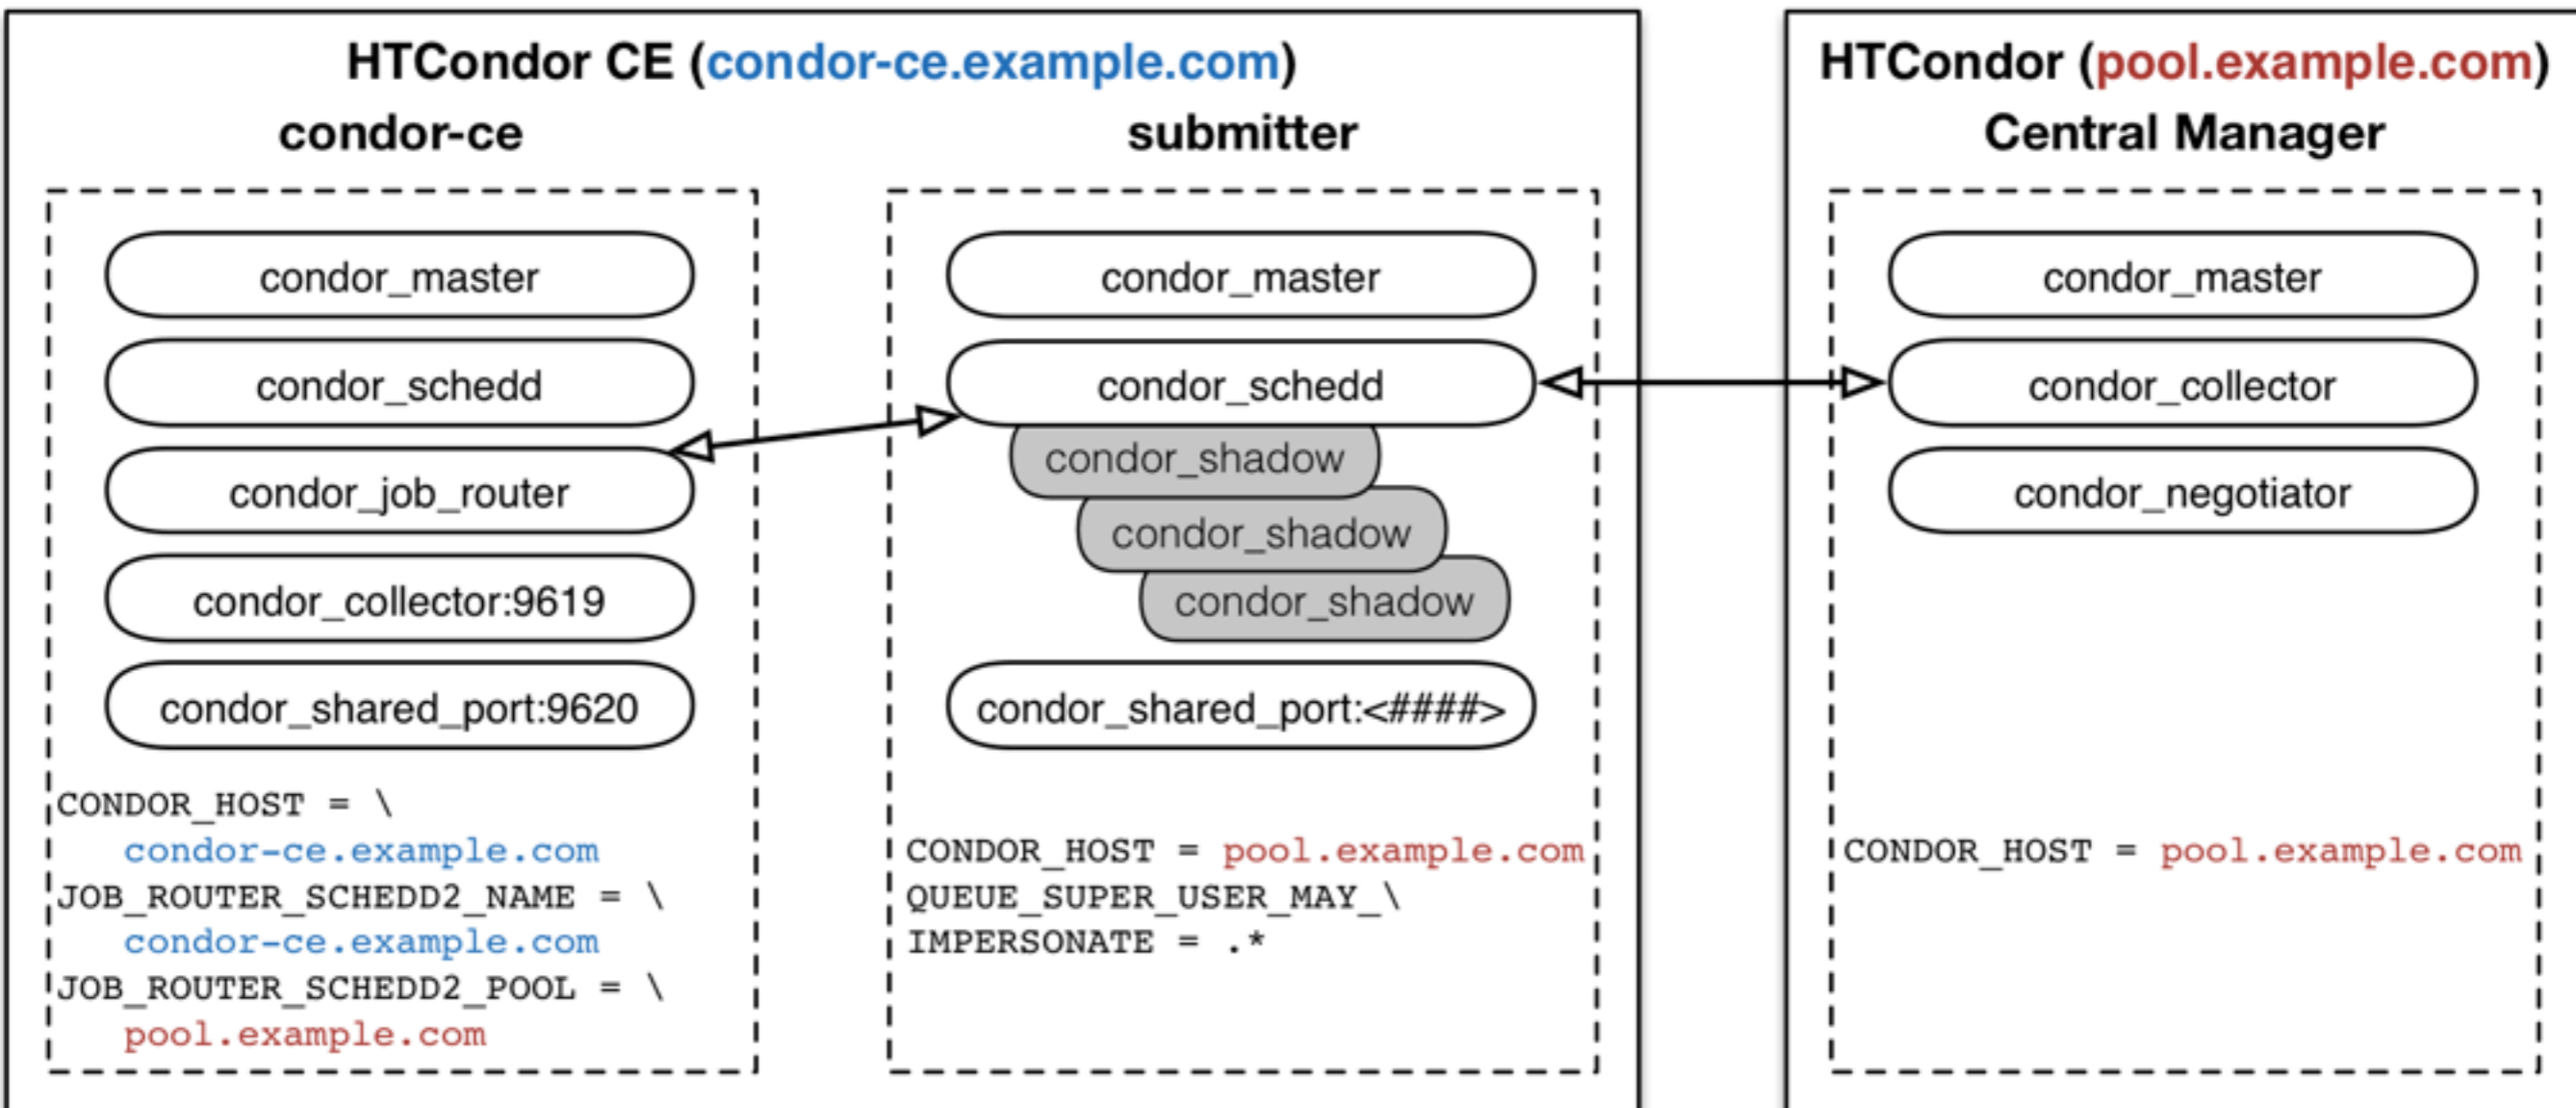 HTCondor CE (condor-ce.example.com)
condor-ce
condor_master
condor_schedd
condor_job_router
condor_collector:9619
condor_shared_port:9620
CONDOR_HOST = \
condor-ce.example.com
JOB_ROUTER_SCHEDD2_NAME = \
condor-ce.example.com
JOB_ROUTER_SCHEDD2_POOL = \
pool.example.com
submitter
condor_master
condor_schedd
condor_shadow
condor_shadow
condor_shadow
condor_shared_port:<####>
CONDOR_HOST = pool.example.com
QUEUE_SUPER_USER_MAY_\
IMPERSONATE = .*
HTCondor (pool.example.com)
Central Manager
condor_master
condor_collector
condor_negotiator
CONDOR_HOST = pool.example.com